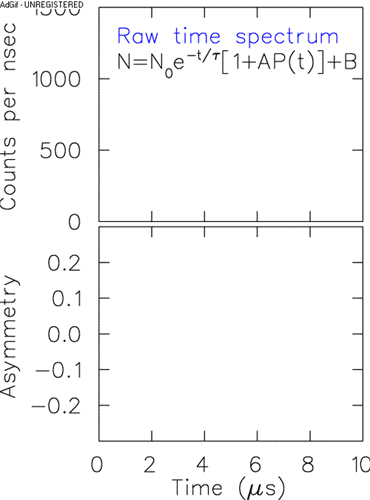 AdGif - UNREGISTERED
1500
Raw time spectrum
N=N₀e⁻ᵗ/τ[1+AP(t)]+B
1000
500
0
Counts per nsec
0.2
0.1
0.0
−0.1
−0.2
Asymmetry
0 2 4 6 8 10
Time (μs)